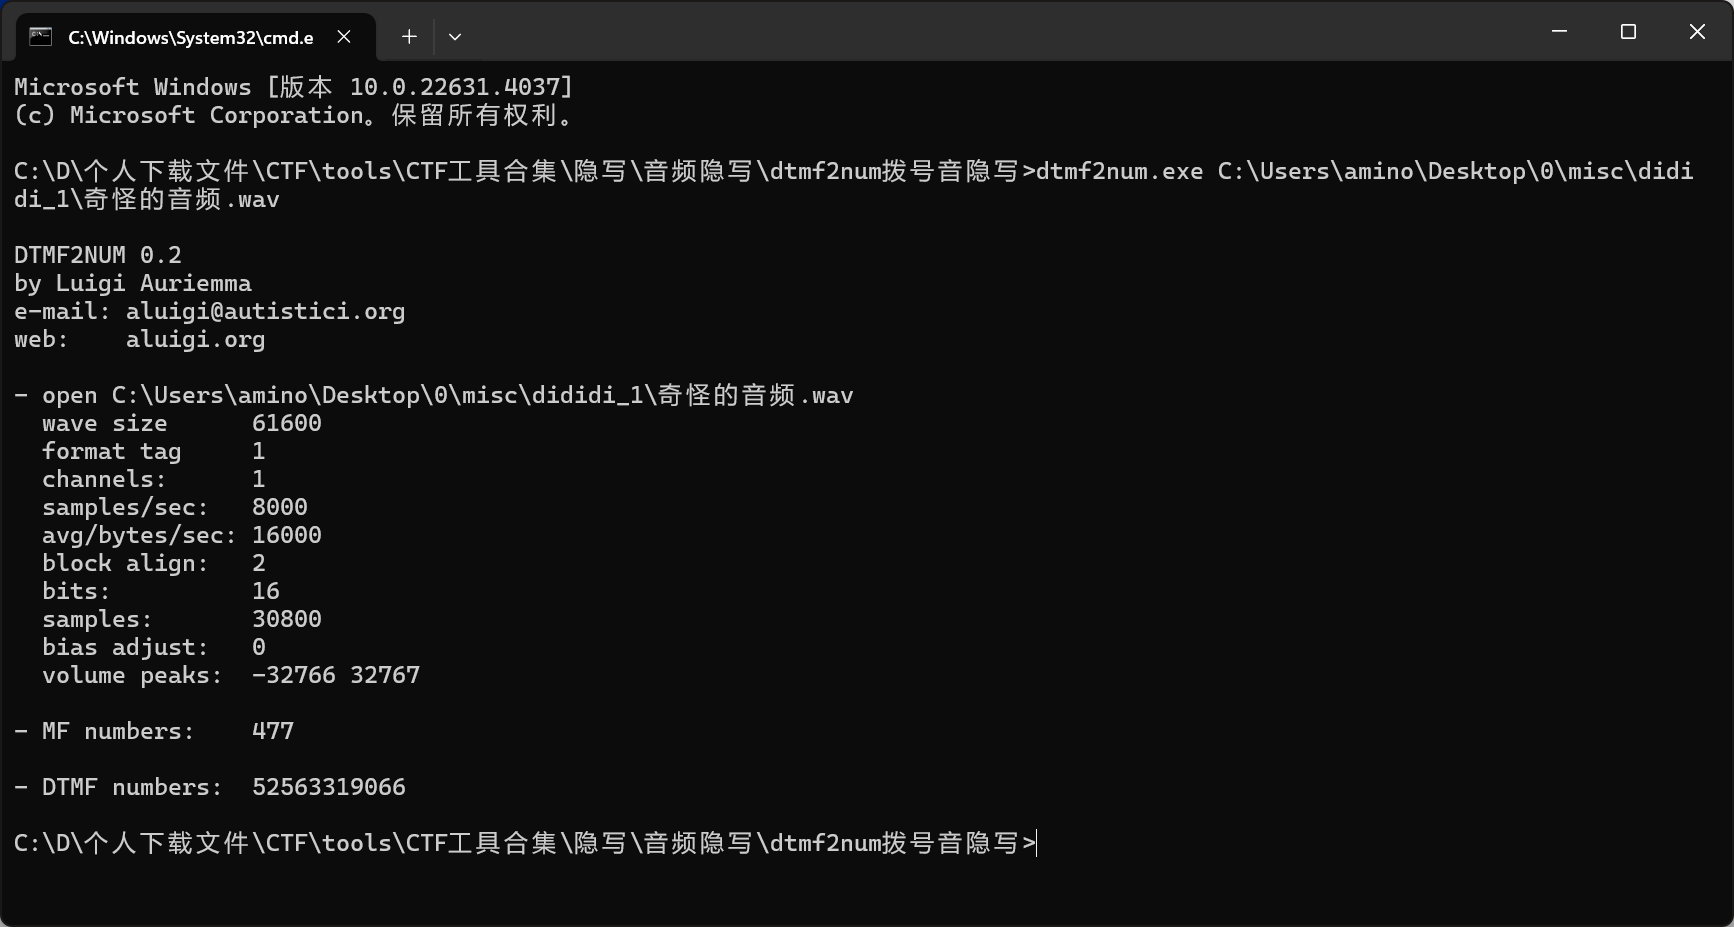 C:\Windows\System32\cmd.e
Microsoft Windows [版本 10.0.22631.4037]
(c) Microsoft Corporation。保留所有权利。
C:\D\个人下载文件\CTF\tools\CTF工具合集\隐写\音频隐写\dtmf2num拨号音隐写>dtmf2num.exe C:\Users\amino\Desktop\0\misc\didi
di_1\奇怪的音频.wav
DTMF2NUM 0.2
by Luigi Auriemma
e-mail: aluigi@autistici.org
web:    aluigi.org
- open C:\Users\amino\Desktop\0\misc\dididi_1\奇怪的音频.wav
  wave size      61600
  format tag     1
  channels:      1
  samples/sec:   8000
  avg/bytes/sec: 16000
  block align:   2
  bits:          16
  samples:       30800
  bias adjust:   0
  volume peaks:  -32766 32767
- MF numbers:    477
- DTMF numbers:  52563319066
C:\D\个人下载文件\CTF\tools\CTF工具合集\隐写\音频隐写\dtmf2num拨号音隐写>